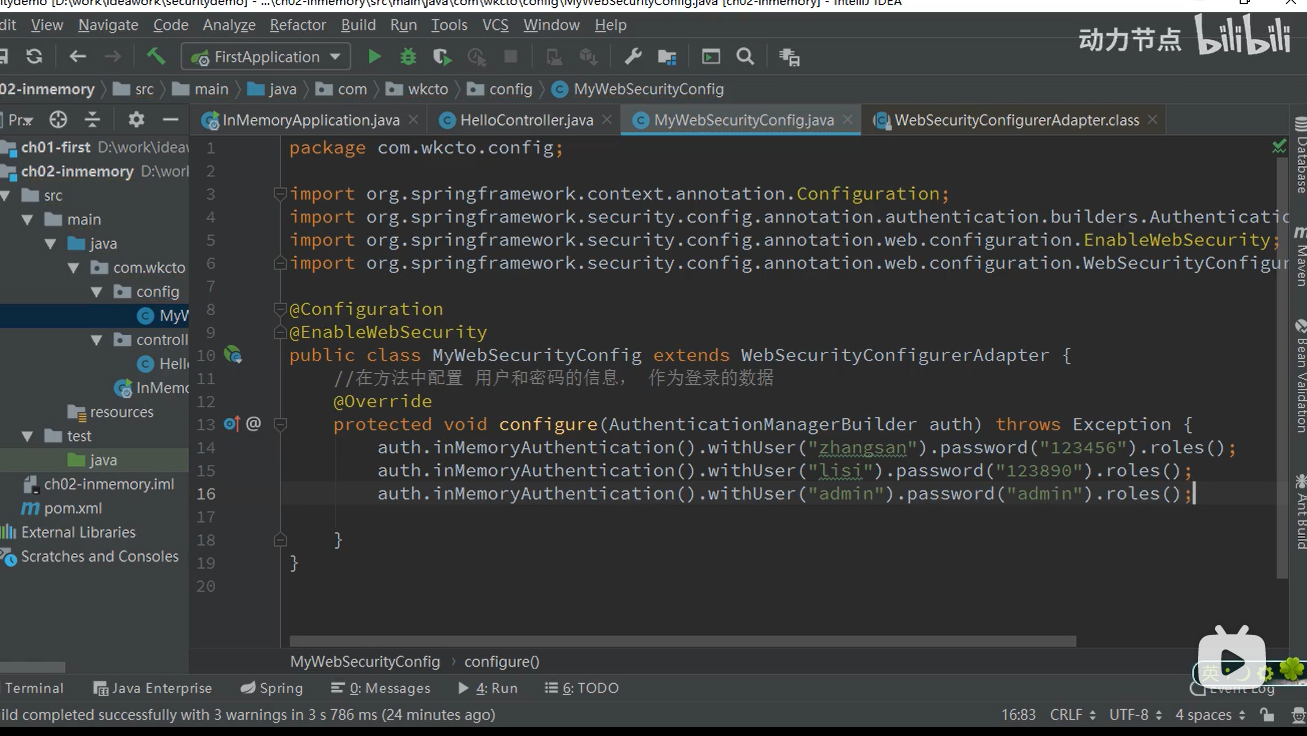 ritydemo [D:\work\ideawork\securitydemo] - ...\ch02-inmemory\src\main\java\com\wkcto\config\MyWebSecurityConfig.java [ch02-inmemory] - IntelliJ IDEA
dit View Navigate Code Analyze Refactor Build Run Tools VCS Window Help
动力节点 bilibili
FirstApplication
02-inmemory src main java com wkcto config MyWebSecurityConfig
Pr InMemoryApplication.java HelloController.java MyWebSecurityConfig.java WebSecurityConfigurerAdapter.class
ch01-first D:\work\ideav
ch02-inmemory D:\worl
src
main
java
com.wkcto
config
MyW
controll
Hello
InMemo
resources
test
java
ch02-inmemory.iml
pom.xml
External Libraries
Scratches and Consoles
1 package com.wkcto.config;
2
3 import org.springframework.context.annotation.Configuration;
4 import org.springframework.security.config.annotation.authentication.builders.Authenticatio
5 import org.springframework.security.config.annotation.web.configuration.EnableWebSecurity;
6 import org.springframework.security.config.annotation.web.configuration.WebSecurityConfigur
7
8 @Configuration
9 @EnableWebSecurity
10 public class MyWebSecurityConfig extends WebSecurityConfigurerAdapter {
11 //在方法中配置 用户和密码的信息， 作为登录的数据
12 @Override
13 @ protected void configure(AuthenticationManagerBuilder auth) throws Exception {
14 auth.inMemoryAuthentication().withUser("zhangsan").password("123456").roles();
15 auth.inMemoryAuthentication().withUser("lisi").password("123890").roles();
16 auth.inMemoryAuthentication().withUser("admin").password("admin").roles();
17
18 }
19 }
20
Database
Maven
Bean Validation
Ant Build
MyWebSecurityConfig › configure()
英
Terminal Java Enterprise Spring 0: Messages 4: Run 6: TODO Event Log
ild completed successfully with 3 warnings in 3 s 786 ms (24 minutes ago) 16:83 CRLF UTF-8 4 spaces